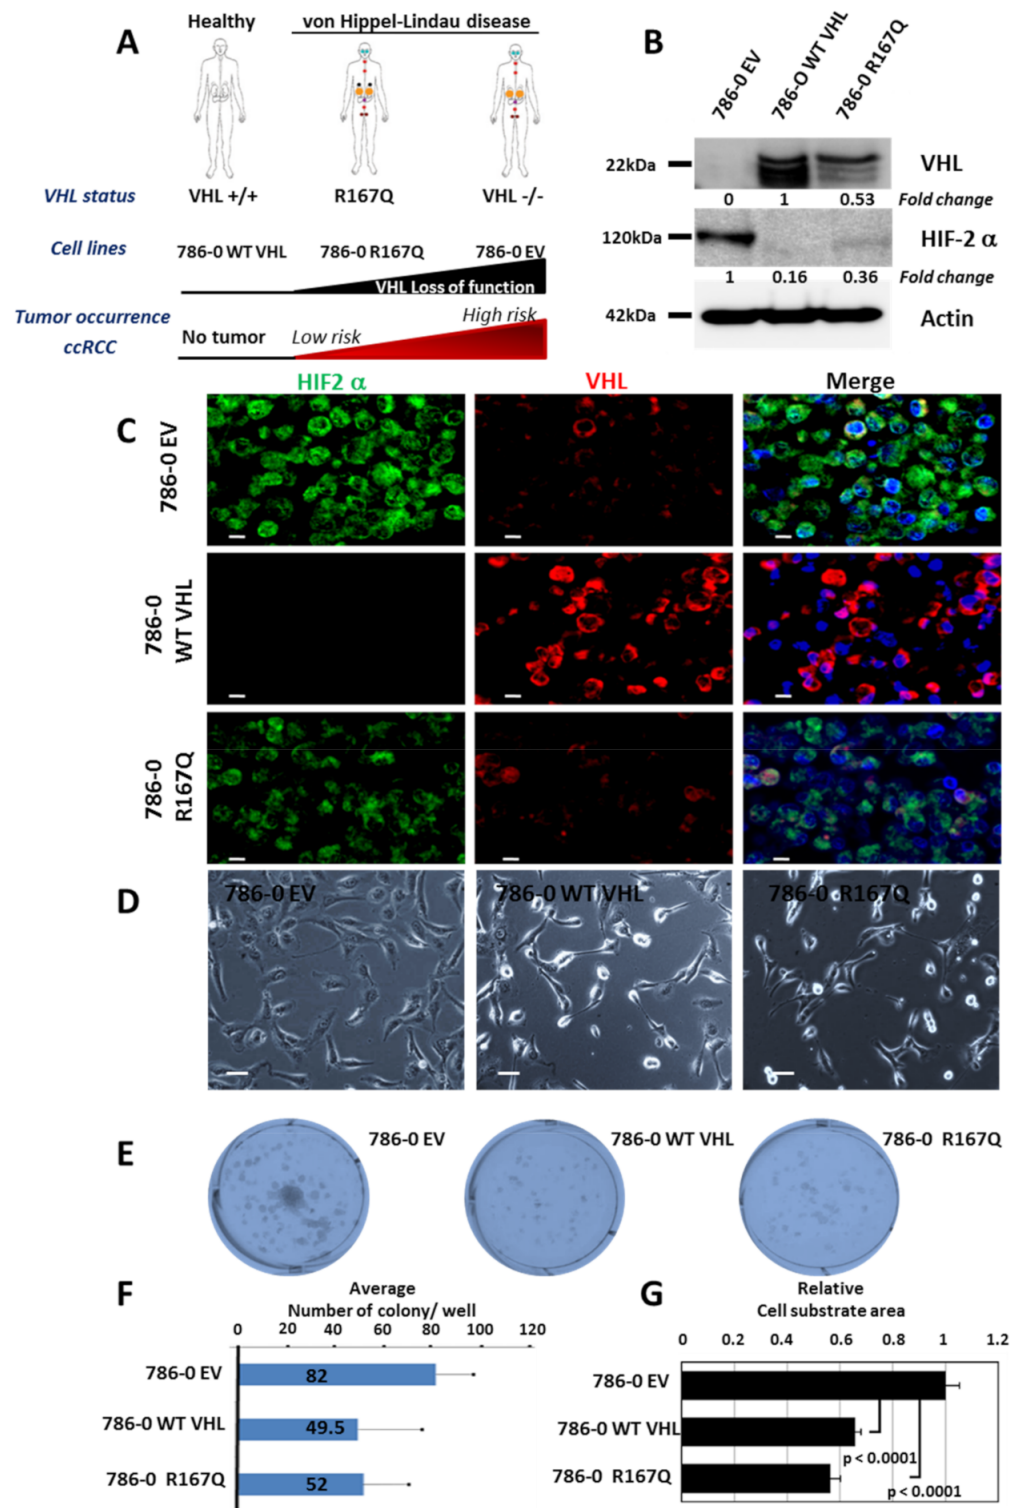 A
Healthy
von Hippel-Lindau disease
VHL status
VHL +/+
R167Q
VHL -/-
Cell lines
786-0 WT VHL
786-0 R167Q
786-0 EV
VHL Loss of function
Tumor occurrence
ccRCC
No tumor
Low risk
High risk
B
786-0 EV
786-O WT VHL
786-0 R167Q
22kDa
VHL
0
1
0.53
Fold change
120kDa
HIF-2 α
1
0.16
0.36
Fold change
42kDa
Actin
C
HIF2 α
VHL
Merge
786-0 EV
786-0
WT VHL
786-0
R167Q
D
786-0 EV
786-0 WT VHL
786-0 R167Q
E
786-0 EV
786-0 WT VHL
786-0 R167Q
F
Average
Number of colony/ well
0 20 40 60 80 100 120
786-0 EV
82
786-0 WT VHL
49.5
786-0 R167Q
52
G
Relative
Cell substrate area
0 0.2 0.4 0.6 0.8 1 1.2
786-0 EV
786-0 WT VHL
p < 0.0001
786-0 R167Q
p < 0.0001